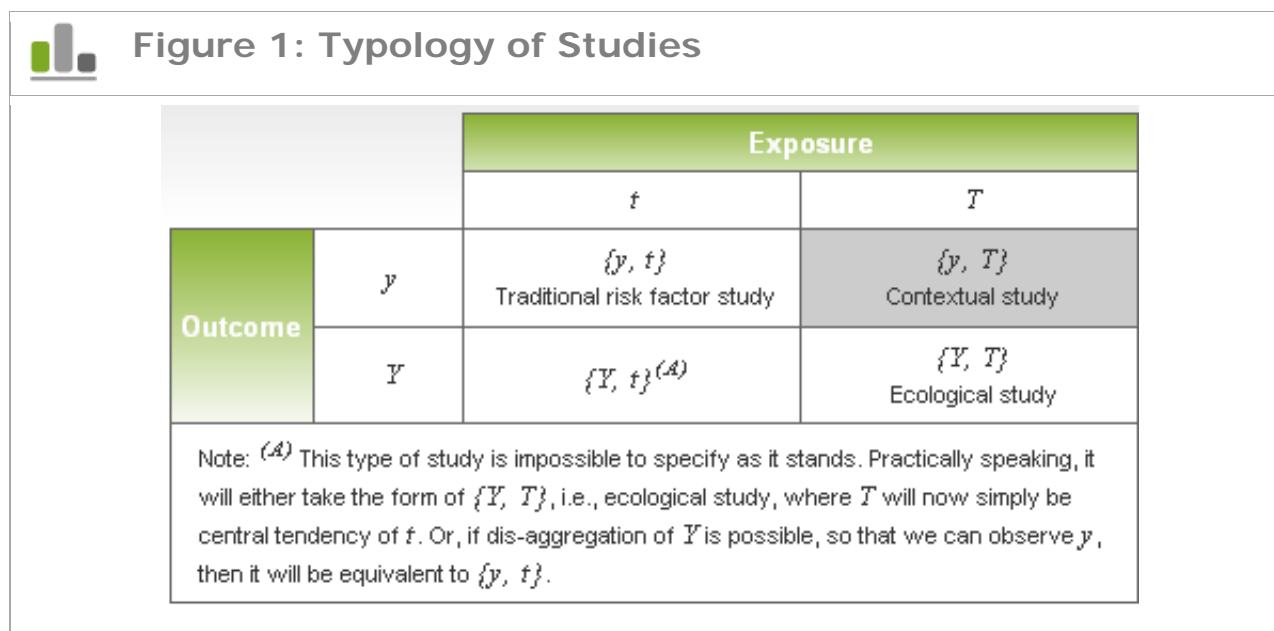 Figure 1: Typology of Studies
Exposure
t
T
Outcome
y
{y, t}
Traditional risk factor study
{y, T}
Contextual study
Y
{Y, t}(A)
{Y, T}
Ecological study
Note: (A) This type of study is impossible to specify as it stands. Practically speaking, it
will either take the form of {Y, T}, i.e., ecological study, where T will now simply be
central tendency of t. Or, if dis-aggregation of Y is possible, so that we can observe y,
then it will be equivalent to {y, t}.